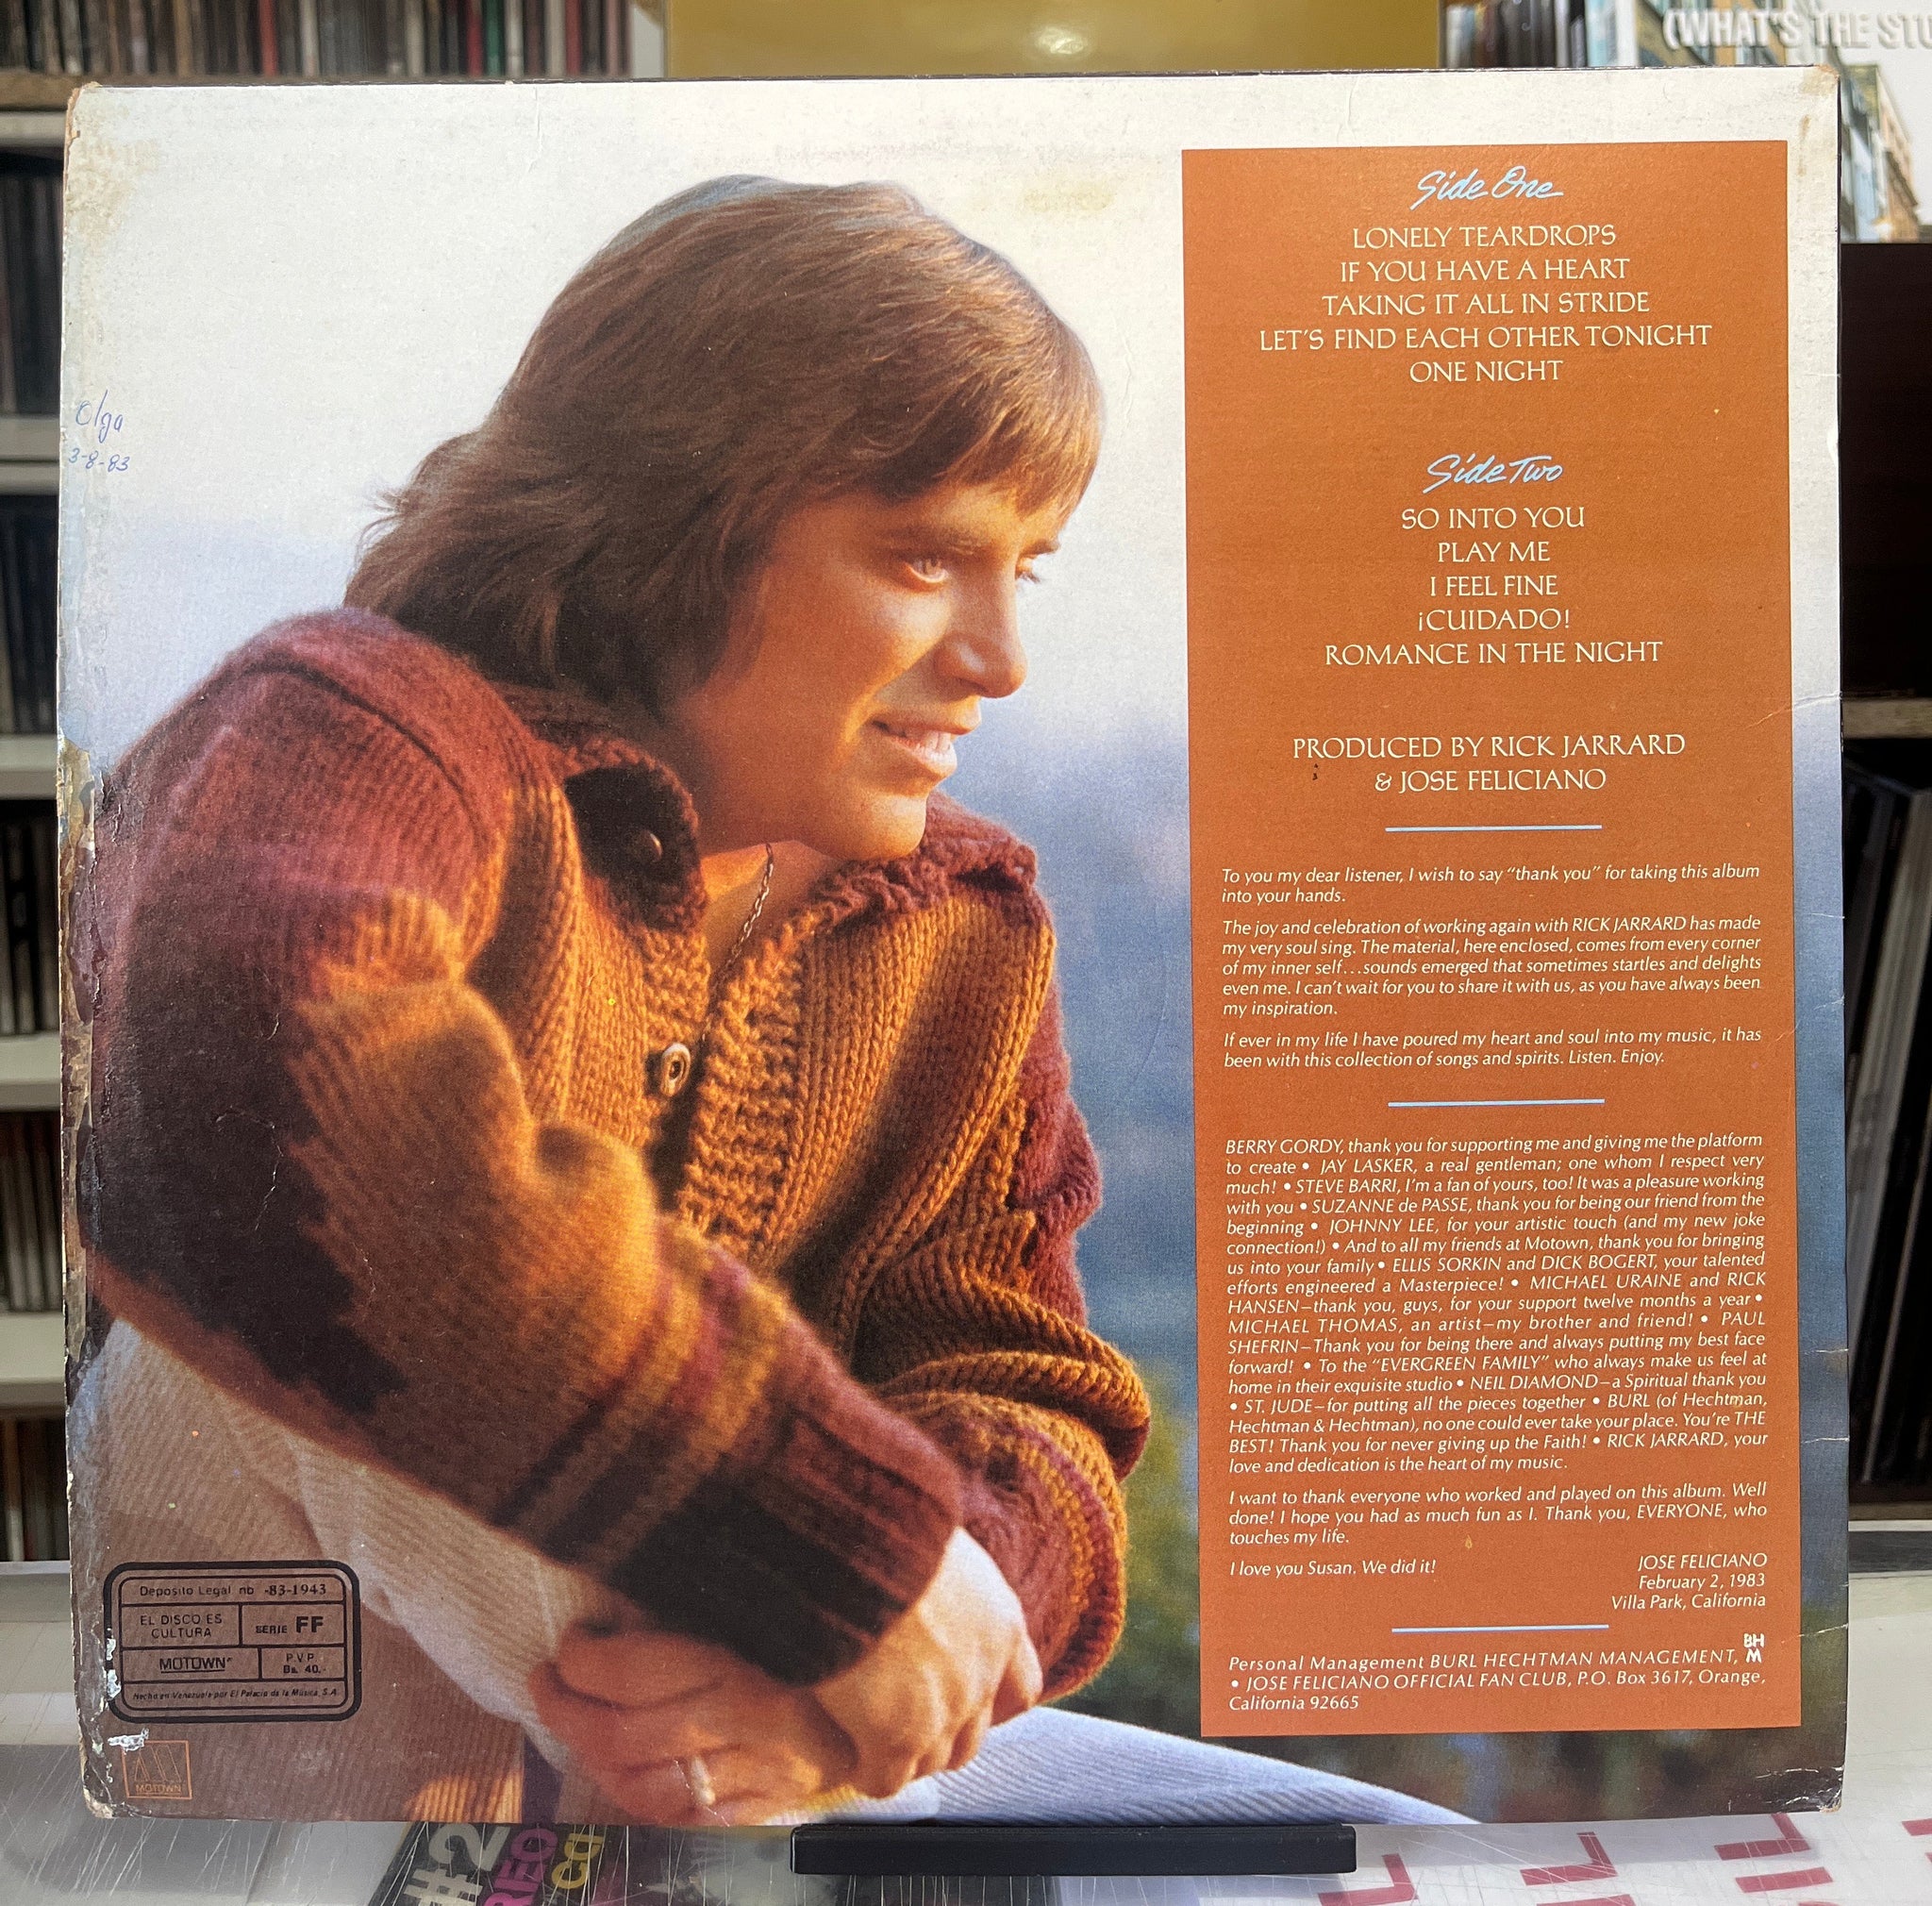 (WHAT'S THE STO
Side One
LONELY TEARDROPS
IF YOU HAVE A HEART
TAKING IT ALL IN STRIDE
LET'S FIND EACH OTHER TONIGHT
ONE NIGHT
Side Two
SO INTO YOU
PLAY ME
I FEEL FINE
¡CUIDADO!
ROMANCE IN THE NIGHT
PRODUCED BY RICK JARRARD
& JOSE FELICIANO
To you my dear listener, I wish to say “thank you” for taking this album
into your hands.
The joy and celebration of working again with RICK JARRARD has made
my very soul sing. The material, here enclosed, comes from every corner
of my inner self...sounds emerged that sometimes startles and delights
even me. I can't wait for you to share it with us, as you have always been
my inspiration.
If ever in my life I have poured my heart and soul into my music, it has
been with this collection of songs and spirits. Listen. Enjoy.
BERRY GORDY, thank you for supporting me and giving me the platform
to create • JAY LASKER, a real gentleman; one whom I respect very
much! • STEVE BARRI, I'm a fan of yours, too! It was a pleasure working
with you • SUZANNE de PASSE, thank you for being our friend from the
beginning • JOHNNY LEE, for your artistic touch (and my new joke
connection!) • And to all my friends at Motown, thank you for bringing
us into your family • ELLIS SORKIN and DICK BOGERT, your talented
efforts engineered a Masterpiece! • MICHAEL URAINE and RICK
HANSEN–thank you, guys, for your support twelve months a year •
MICHAEL THOMAS, an artist–my brother and friend! • PAUL
SHEFRIN–Thank you for being there and always putting my best face
forward! • To the “EVERGREEN FAMILY” who always make us feel at
home in their exquisite studio • NEIL DIAMOND–a Spiritual thank you
• ST. JUDE–for putting all the pieces together • BURL (of Hechtman,
Hechtman & Hechtman), no one could ever take your place. You're THE
BEST! Thank you for never giving up the Faith! • RICK JARRARD, your
love and dedication is the heart of my music.
I want to thank everyone who worked and played on this album. Well
done! I hope you had as much fun as I. Thank you, EVERYONE, who
touches my life.
I love you Susan. We did it!
JOSE FELICIANO
February 2, 1983
Villa Park, California
Personal Management BURL HECHTMAN MANAGEMENT, BHM
• JOSE FELICIANO OFFICIAL FAN CLUB, P.O. Box 3617, Orange,
California 92665
Olga
3-8-83
Deposito Legal nb -83-1943
EL DISCO ES
CULTURA
SERIE FF
MOTOWN
P.V.P.
Bs. 40.-
Hecho en Venezuela por El Palacio de la Música, S.A.
MOTOWN
#2